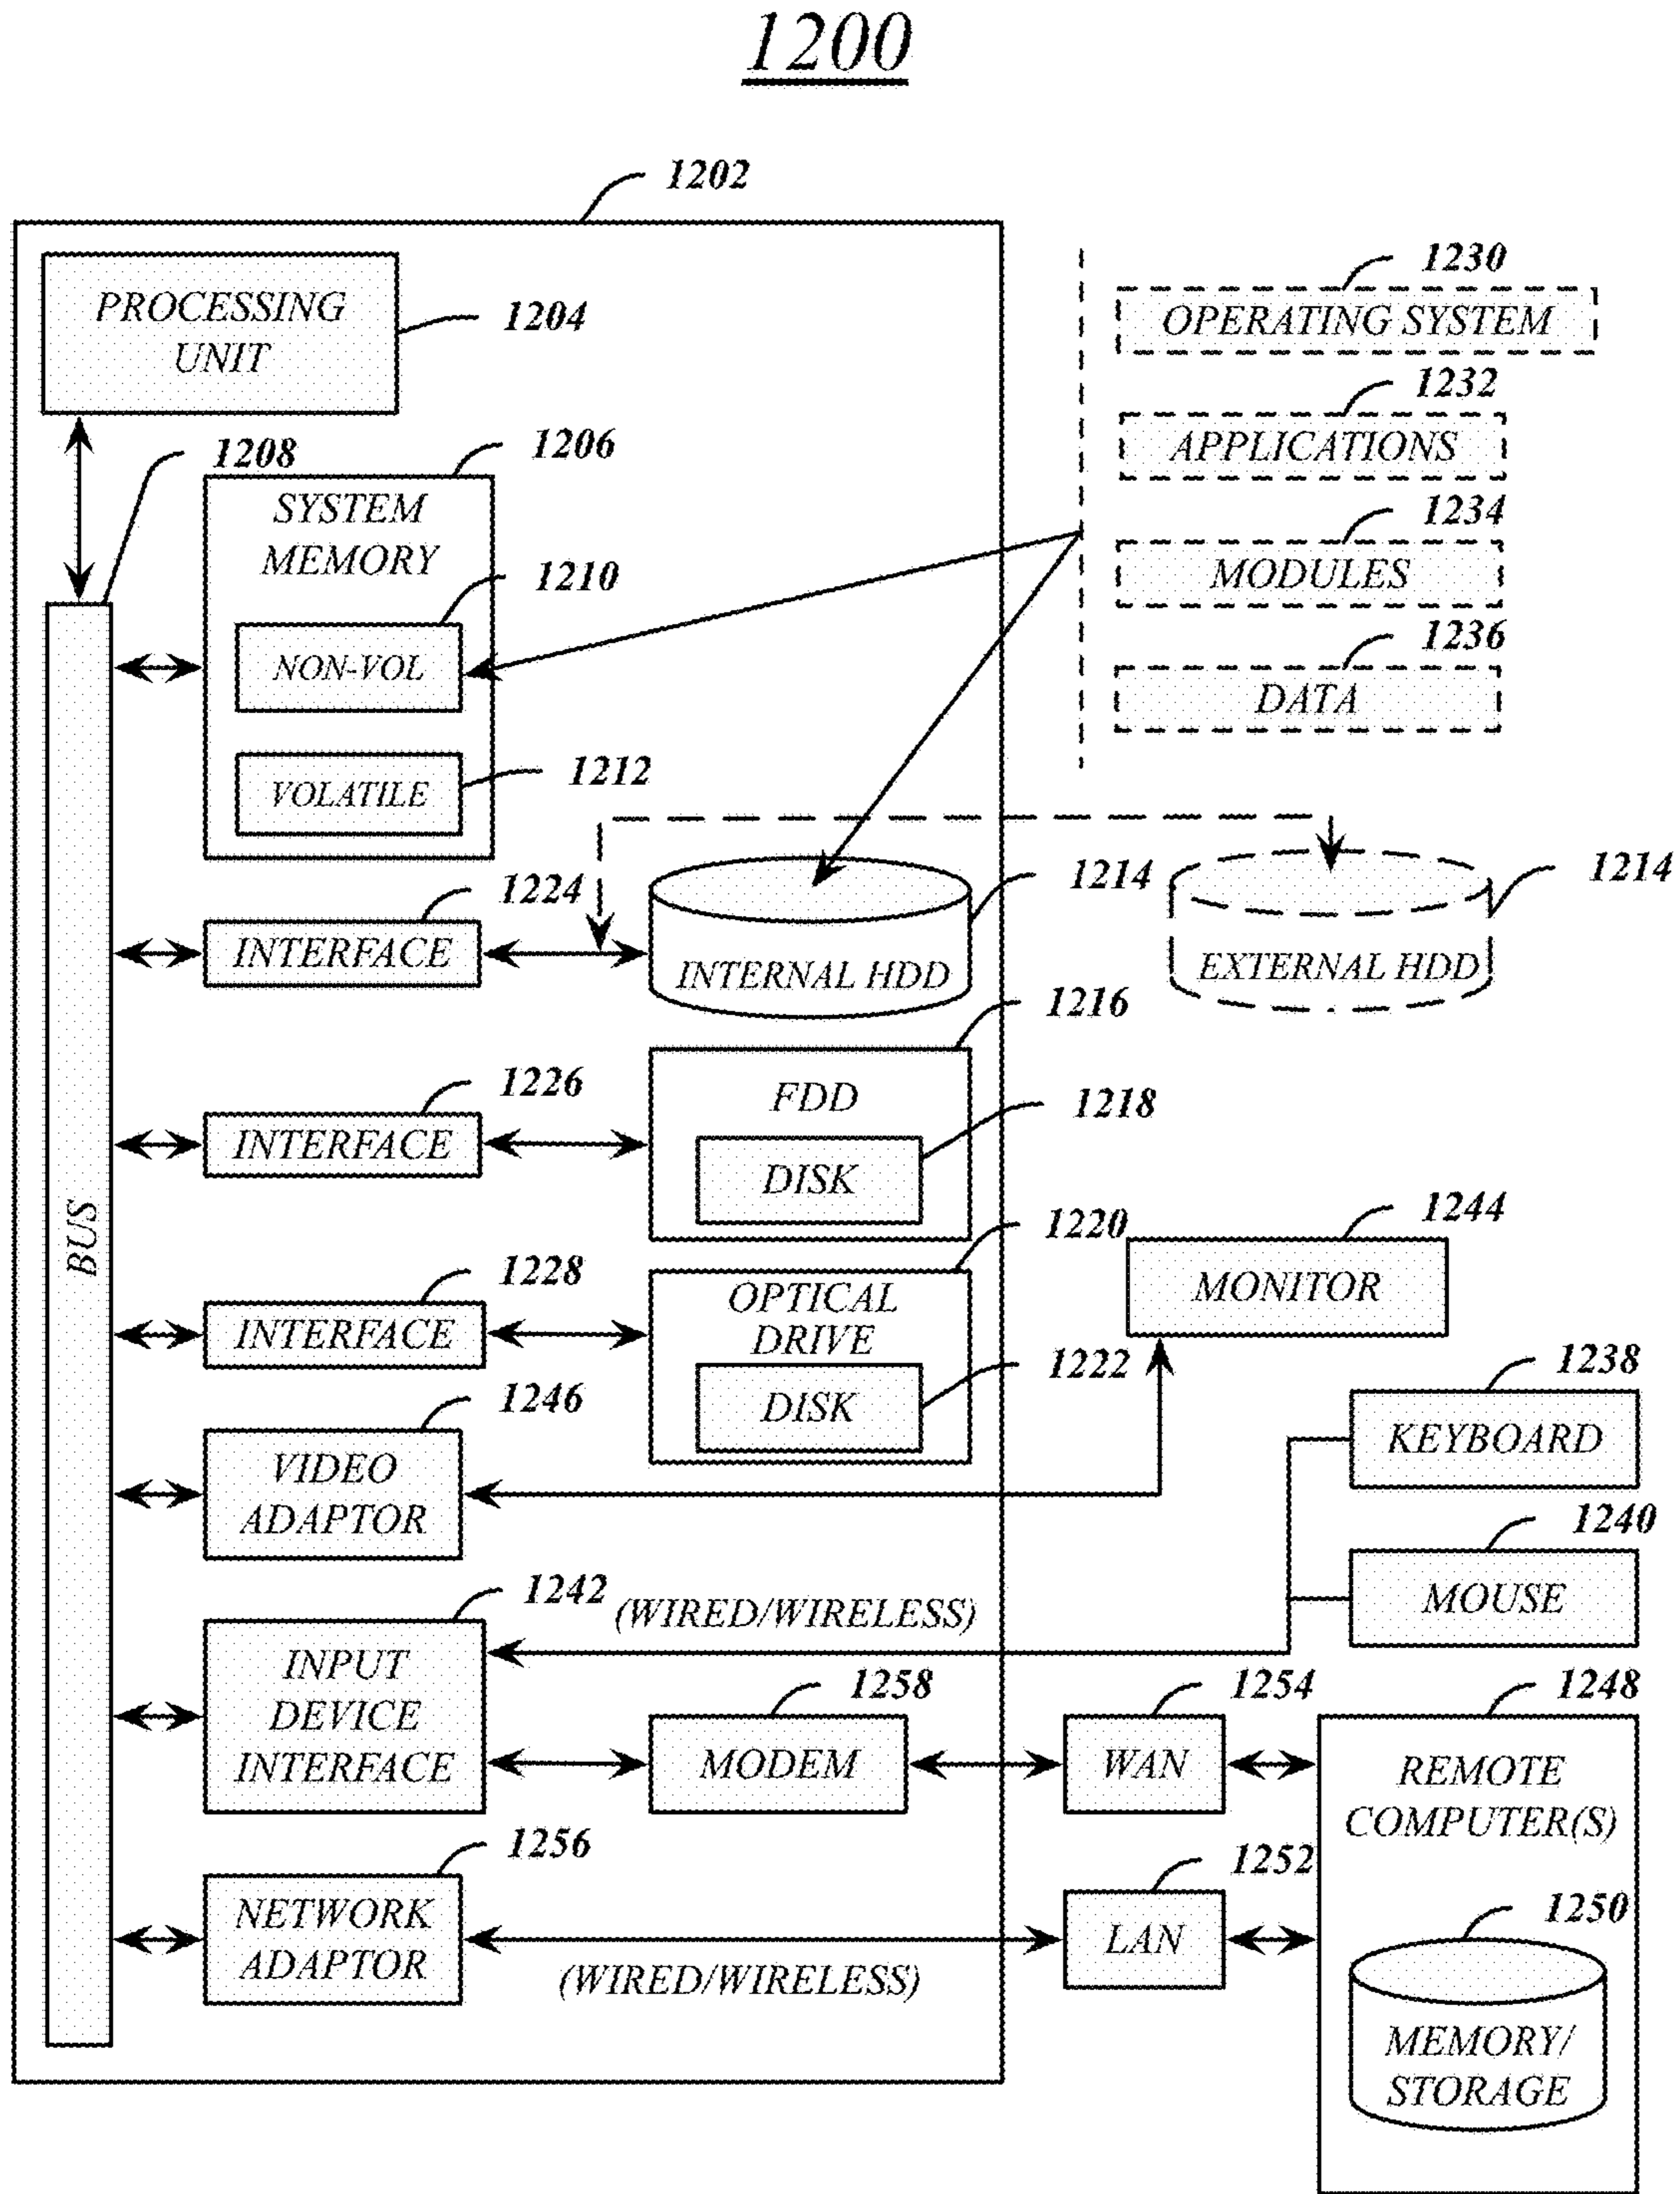 1200
1202
PROCESSING
UNIT
1204
1230
OPERATING SYSTEM
1232
APPLICATIONS
1234
MODULES
1236
DATA
1208
1206
SYSTEM
MEMORY
1210
NON-VOL
1212
VOLATILE
BUS
1224
INTERFACE
1214
INTERNAL HDD
1214
EXTERNAL HDD
1226
INTERFACE
1216
FDD
1218
DISK
1228
INTERFACE
1220
OPTICAL
DRIVE
1222
DISK
1244
MONITOR
1246
VIDEO
ADAPTOR
1238
KEYBOARD
1240
MOUSE
1242
(WIRED/WIRELESS)
INPUT
DEVICE
INTERFACE
1258
MODEM
1254
WAN
1248
REMOTE
COMPUTER(S)
1256
NETWORK
ADAPTOR
(WIRED/WIRELESS)
1252
LAN
1250
MEMORY/
STORAGE